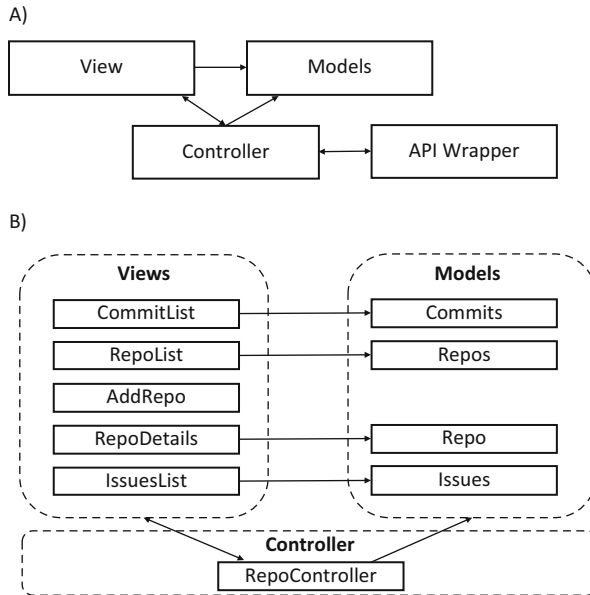 A)
View
Models
Controller
API Wrapper
B)
Views
Models
CommitList
Commits
RepoList
Repos
AddRepo
RepoDetails
Repo
IssuesList
Issues
Controller
RepoController